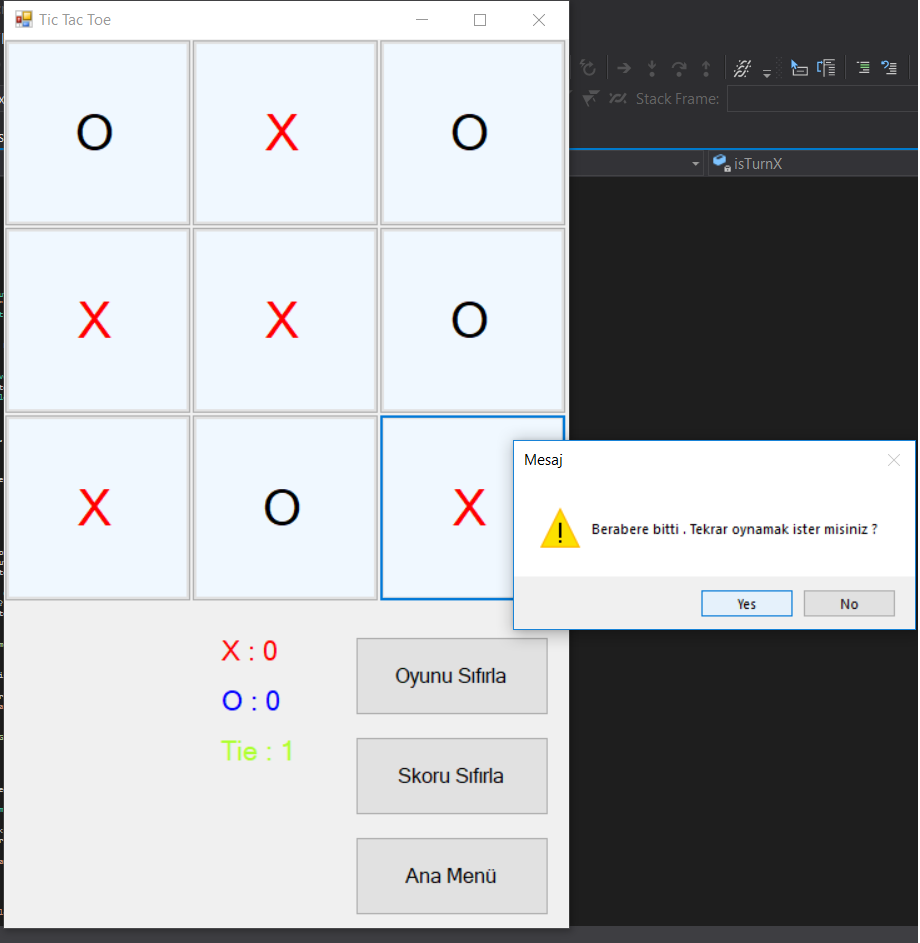 Tic Tac Toe
Stack Frame:
isTurnX
O X O
X X O
X O X
Mesaj
Berabere bitti . Tekrar oynamak ister misiniz ?
Yes No
X : 0
O : 0
Tie : 1
Oyunu Sıfırla
Skoru Sıfırla
Ana Menü